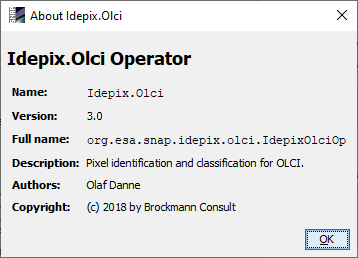 About Idepix.Olci
Idepix.Olci Operator
Name: Idepix.Olci
Version: 3.0
Full name: org.esa.snap.idepix.olci.IdepixOlciOp
Description: Pixel identification and classification for OLCI.
Authors: Olaf Danne
Copyright: (c) 2018 by Brockmann Consult
OK